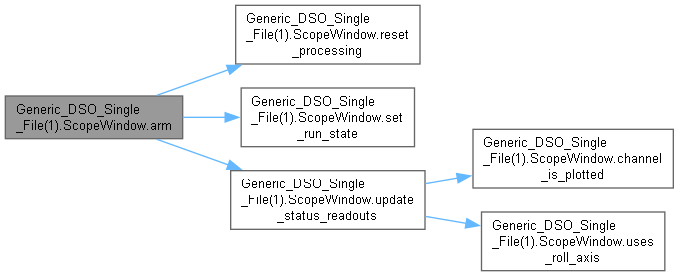 Generic_DSO_Single
_File(1).ScopeWindow.arm
Generic_DSO_Single
_File(1).ScopeWindow.reset
_processing
Generic_DSO_Single
_File(1).ScopeWindow.set
_run_state
Generic_DSO_Single
_File(1).ScopeWindow.update
_status_readouts
Generic_DSO_Single
_File(1).ScopeWindow.channel
_is_plotted
Generic_DSO_Single
_File(1).ScopeWindow.uses
_roll_axis